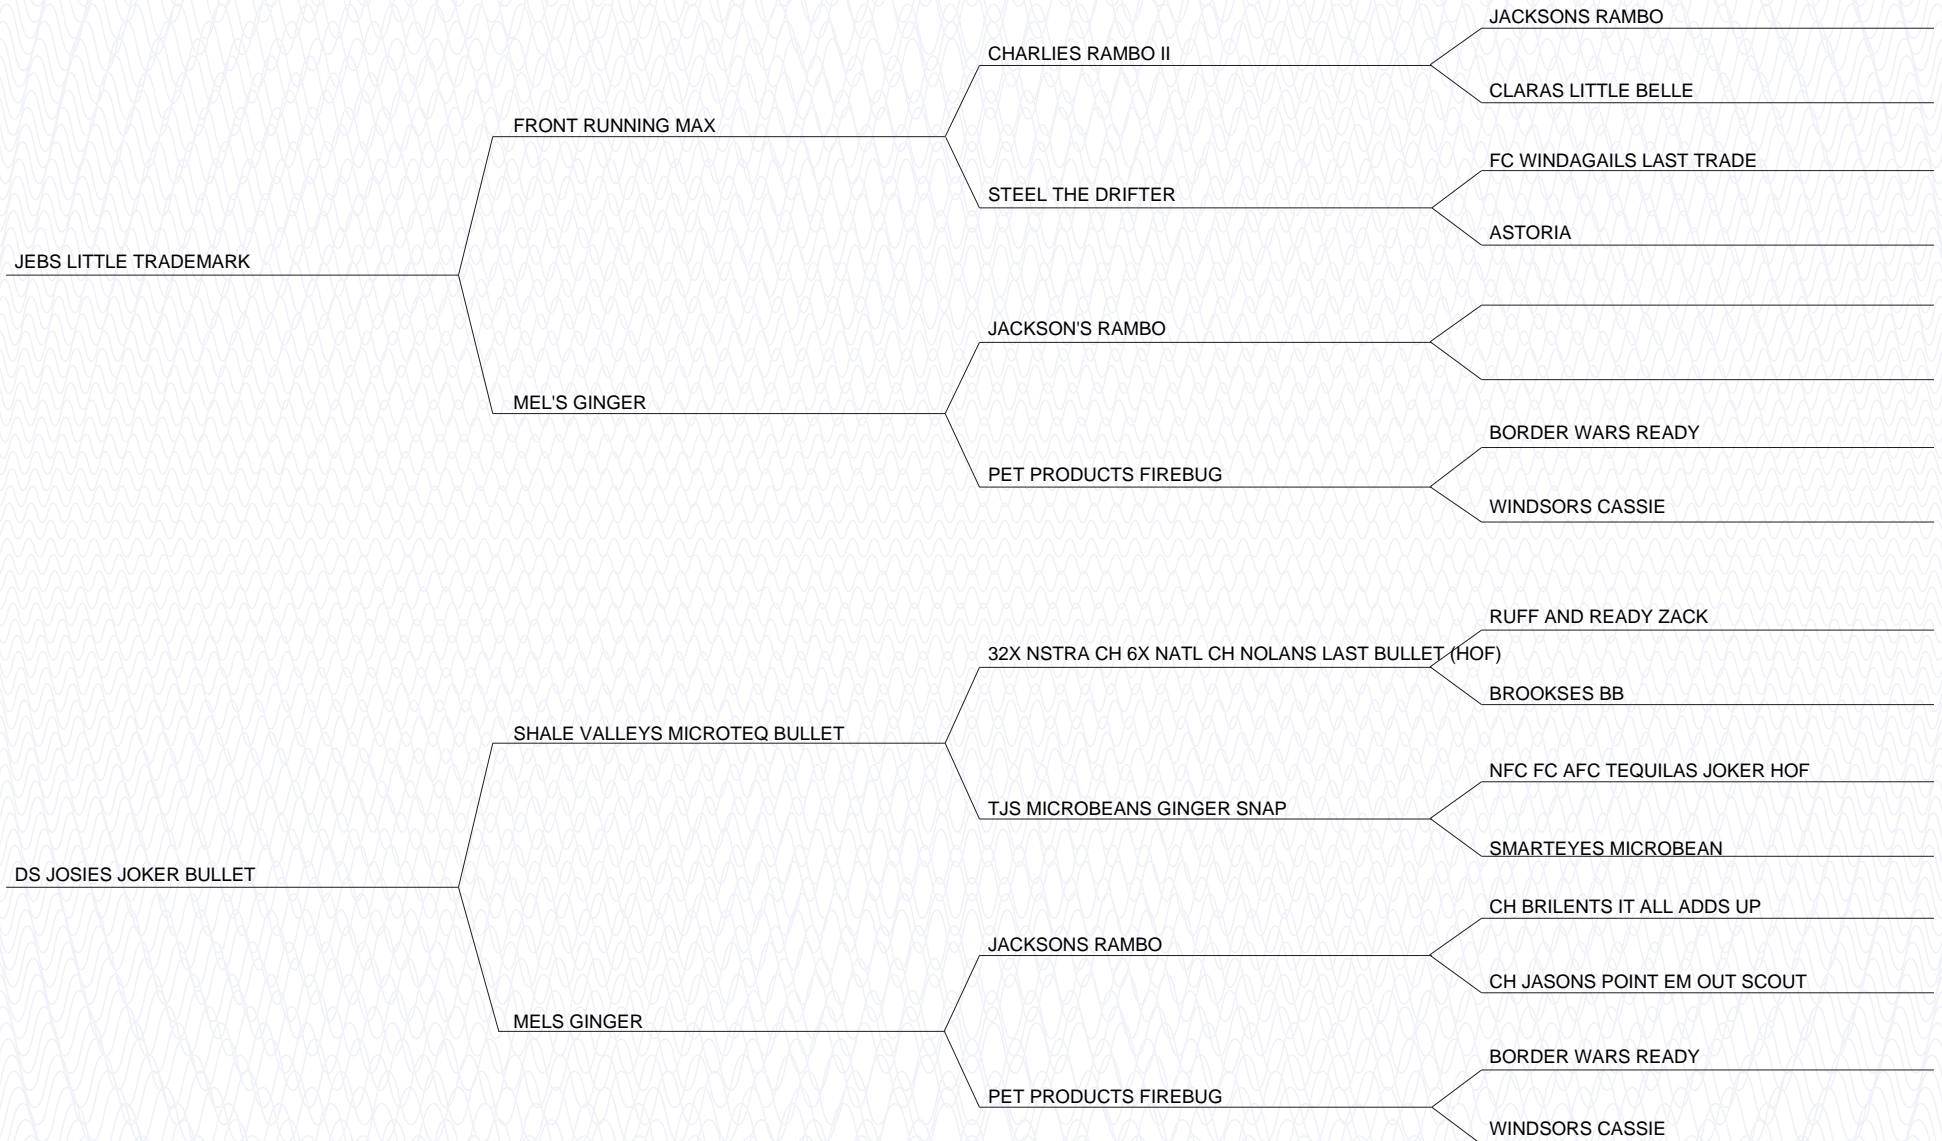 JACKSONS RAMBO
CHARLIES RAMBO II
CLARAS LITTLE BELLE
FRONT RUNNING MAX
FC WINDAGAILS LAST TRADE
STEEL THE DRIFTER
ASTORIA
JEBS LITTLE TRADEMARK
JACKSON'S RAMBO
MEL'S GINGER
BORDER WARS READY
PET PRODUCTS FIREBUG
WINDSORS CASSIE
RUFF AND READY ZACK
32X NSTRA CH 6X NATL CH NOLANS LAST BULLET (HOF)
BROOKSES BB
SHALE VALLEYS MICROTEQ BULLET
NFC FC AFC TEQUILAS JOKER HOF
TJS MICROBEANS GINGER SNAP
SMARTEYES MICROBEAN
DS JOSIES JOKER BULLET
CH BRILENTS IT ALL ADDS UP
JACKSONS RAMBO
CH JASONS POINT EM OUT SCOUT
MELS GINGER
BORDER WARS READY
PET PRODUCTS FIREBUG
WINDSORS CASSIE